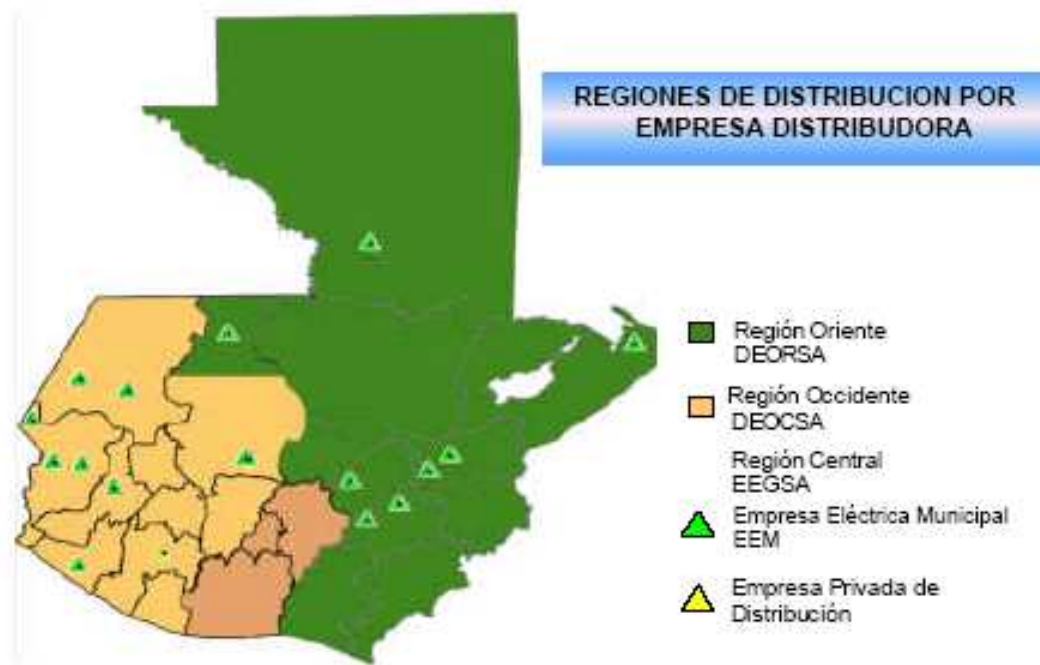 REGIONES DE DISTRIBUCION POR
EMPRESA DISTRIBUDORA
Región Oriente
DEORSA
Región Occidente
DEOCSA
Región Central
EEGSA
Empresa Eléctrica Municipal
EEM
Empresa Privada de
Distribución